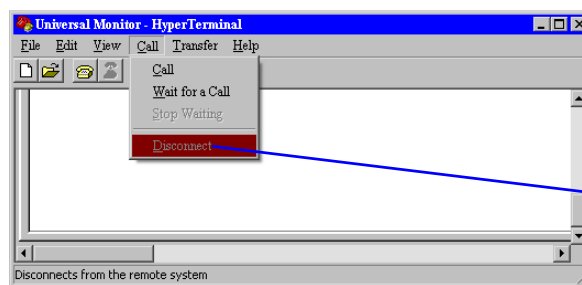 Universal Monitor - HyperTerminal
File Edit View Call Transfer Help
Call
Wait for a Call
Stop Waiting
Disconnect
Disconnects from the remote system